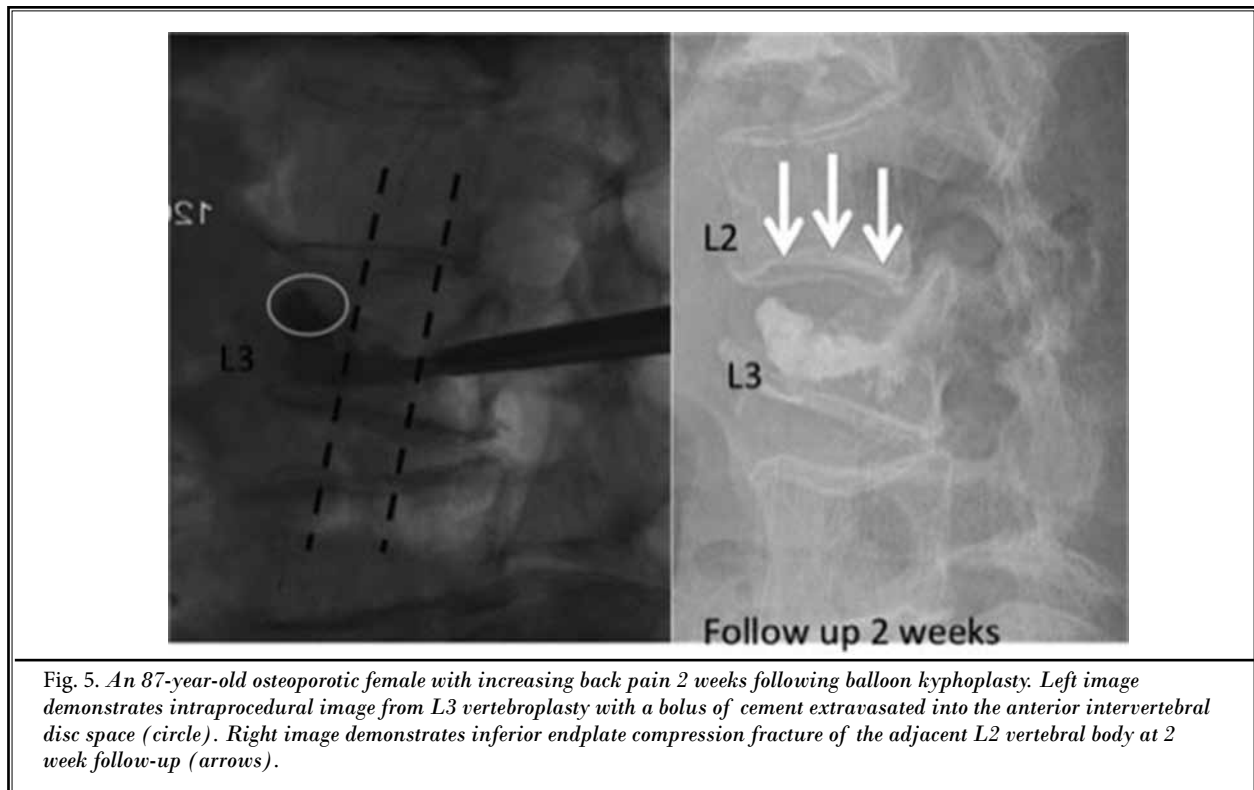 120
L3
L2
L3
Follow up 2 weeks
Fig. 5. An 87-year-old osteoporotic female with increasing back pain 2 weeks following balloon kyphoplasty. Left image
demonstrates intraprocedural image from L3 vertebroplasty with a bolus of cement extravasated into the anterior intervertebral
disc space (circle). Right image demonstrates inferior endplate compression fracture of the adjacent L2 vertebral body at 2
week follow-up (arrows).